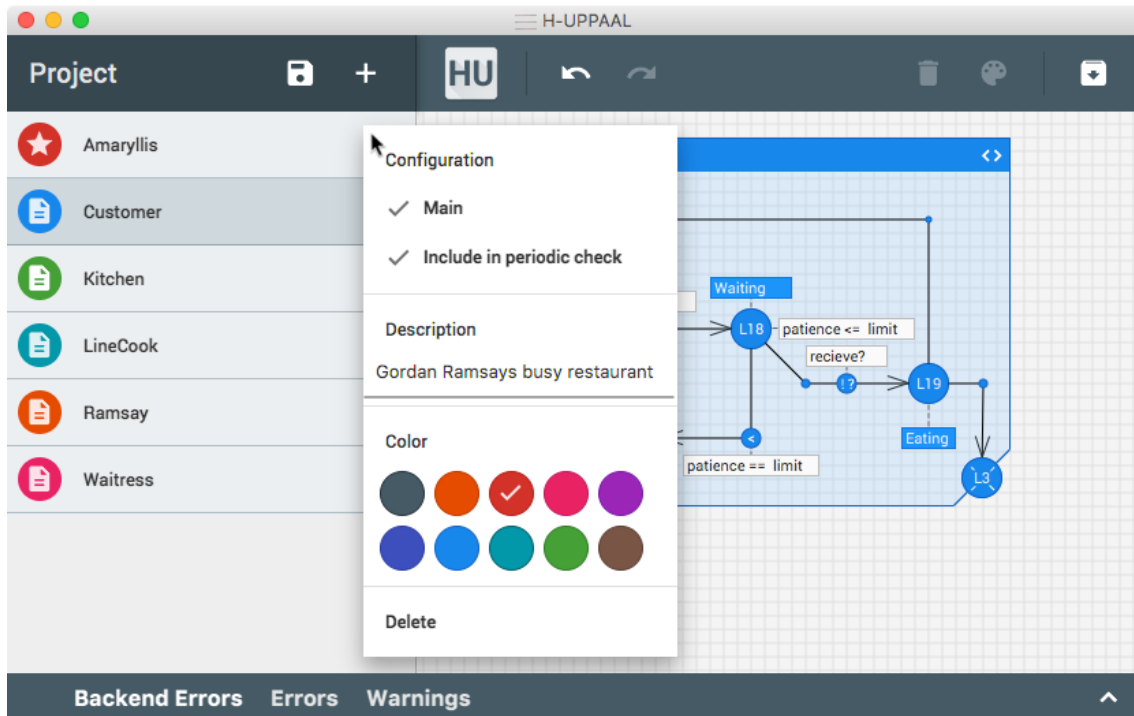 H-UPPAAL
Project
HU
Amaryllis
Customer
Kitchen
LineCook
Ramsay
Waitress
Configuration
Main
Include in periodic check
Description
Gordan Ramsays busy restaurant
Color
Delete
<>
Waiting
L18
patience <= limit
recieve?
!?
L19
Eating
<
patience == limit
L3
Backend Errors Errors Warnings